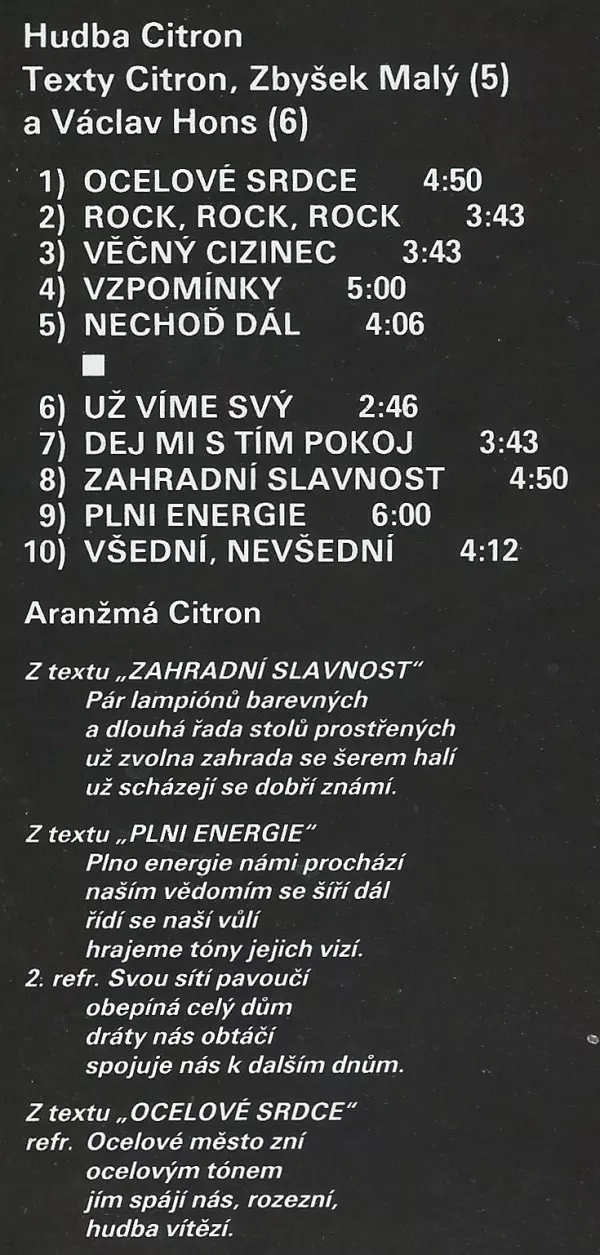 Hudba Citron
Texty Citron, Zbyšek Malý (5)
a Václav Hons (6)
1) OCELOVÉ SRDCE 4:50
2) ROCK, ROCK, ROCK 3:43
3) VĚČNÝ CIZINEC 3:43
4) VZPOMÍNKY 5:00
5) NECHOĎ DÁL 4:06
6) UŽ VÍME SVÝ 2:46
7) DEJ MI S TÍM POKOJ 3:43
8) ZAHRADNÍ SLAVNOST 4:50
9) PLNI ENERGIE 6:00
10) VŠEDNÍ, NEVŠEDNÍ 4:12
Aranžmá Citron
Z textu „ZAHRADNÍ SLAVNOST“
Pár lampiónů barevných
a dlouhá řada stolů prostřených
už zvolna zahrada se šerem halí
už scházejí se dobří známí.
Z textu „PLNI ENERGIE“
Plno energie námi prochází
naším vědomím se šíří dál
řídí se naší vůlí
hrajeme tóny jejich vizí.
2. refr. Svou sítí pavoučí
obepíná celý dům
dráty nás obtáčí
spojuje nás k dalším dnům.
Z textu „OCELOVÉ SRDCE“
refr. Ocelové město zní
ocelovým tónem
jím spájí nás, rozezní,
hudba vítězí.